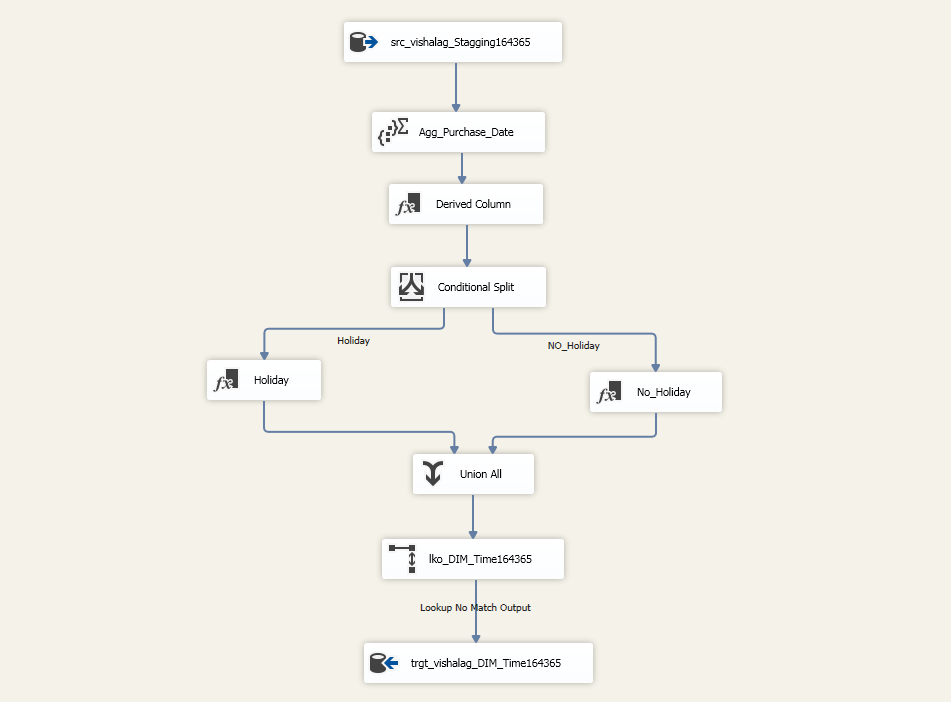 src_vishalag_Stagging164365
Agg_Purchase_Date
Derived Column
Conditional Split
Holiday
NO_Holiday
Holiday
No_Holiday
Union All
lko_DIM_Time164365
Lookup No Match Output
trgt_vishalag_DIM_Time164365